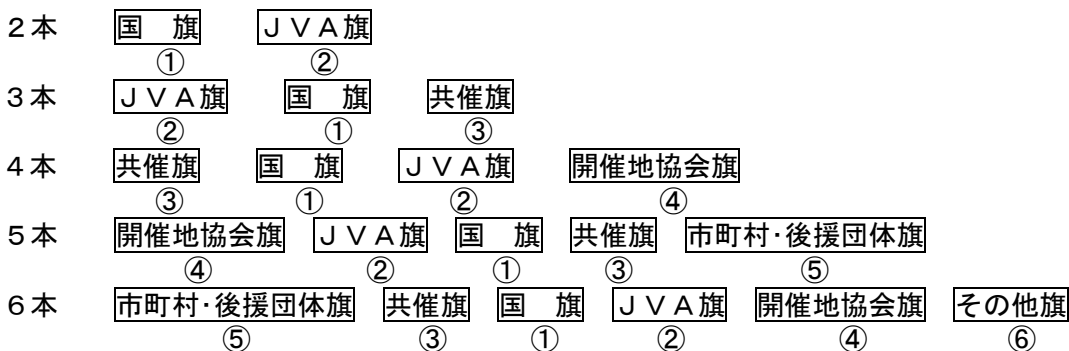 ２本 国　旗 ＪＶＡ旗
① ②
３本 ＪＶＡ旗 国　旗 共催旗
② ① ③
４本 共催旗 国　旗 ＪＶＡ旗 開催地協会旗
③ ① ② ④
５本 開催地協会旗 ＪＶＡ旗 国　旗 共催旗 市町村・後援団体旗
④ ② ① ③ ⑤
６本 市町村・後援団体旗 共催旗 国　旗 ＪＶＡ旗 開催地協会旗 その他旗
⑤ ③ ① ② ④ ⑥